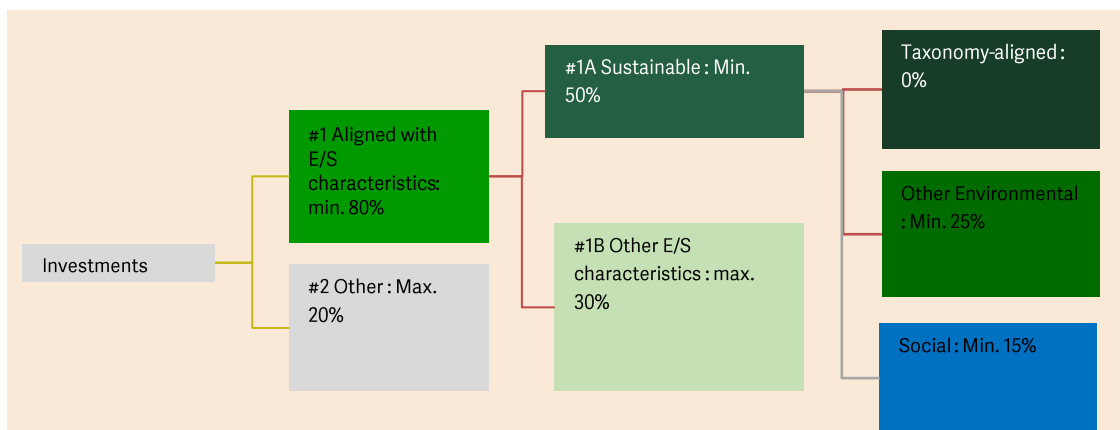 Investments
#1 Aligned with
E/S
characteristics:
min. 80%
#2 Other : Max.
20%
#1A Sustainable : Min.
50%
#1B Other E/S
characteristics : max.
30%
Taxonomy-aligned :
0%
Other Environmental
: Min. 25%
Social : Min. 15%